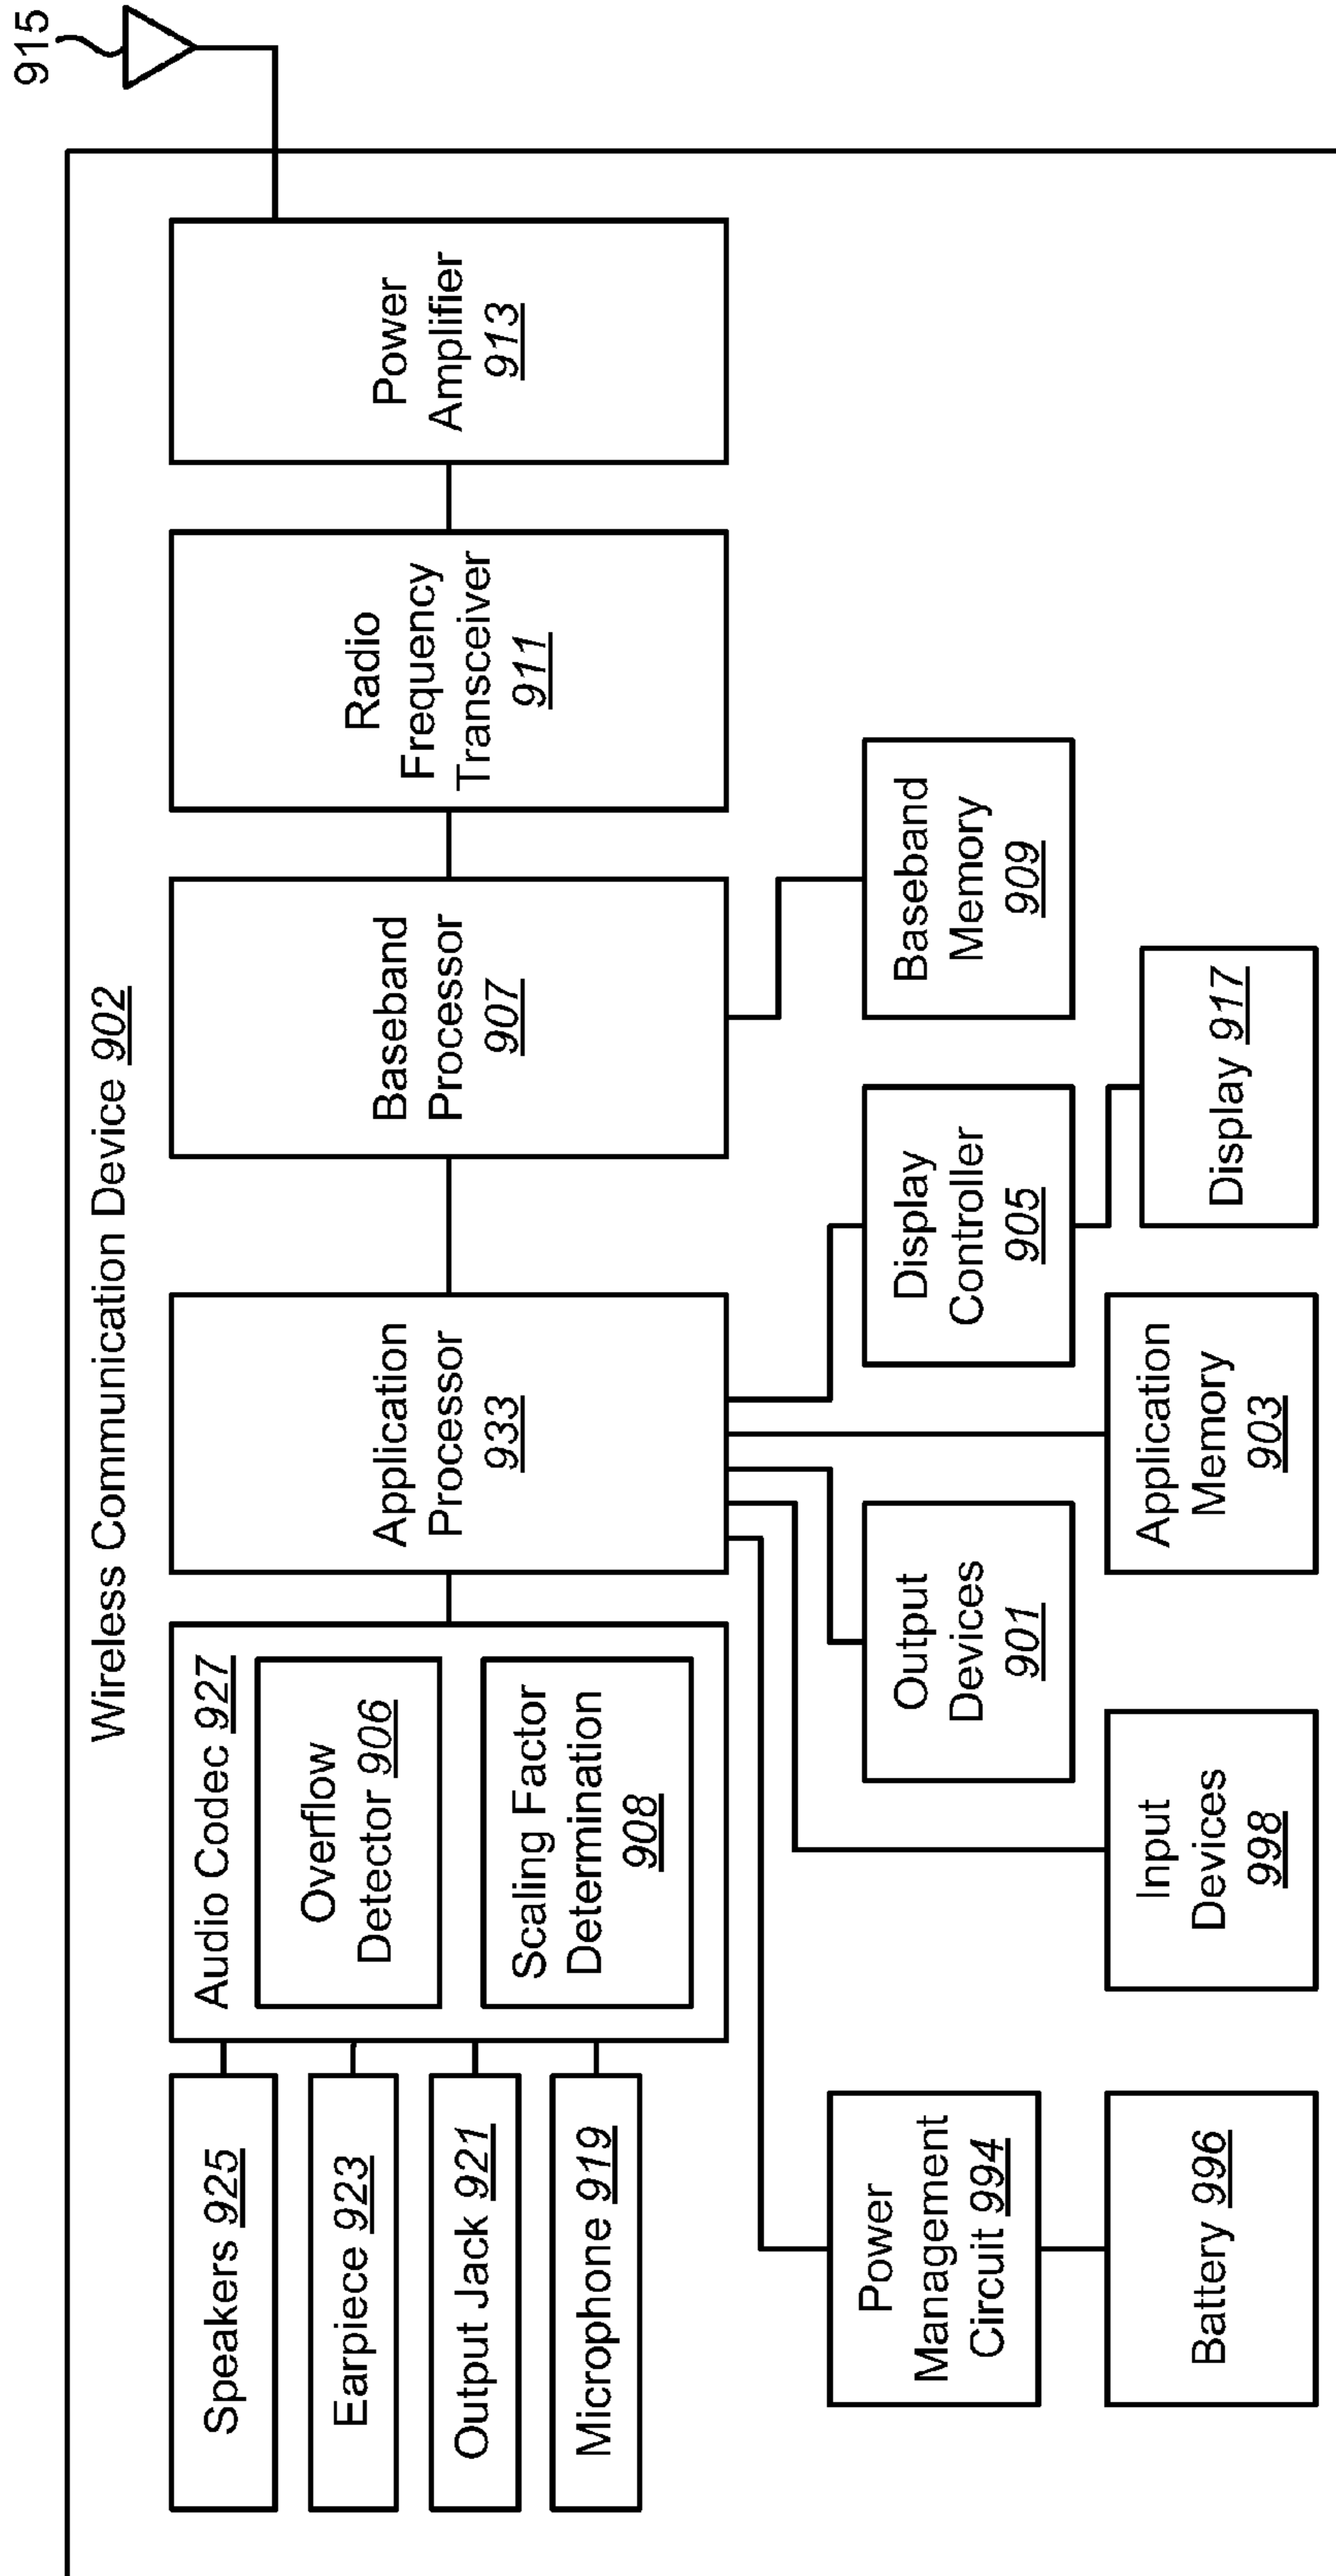 Wireless Communication Device 902
915
Speakers 925
Earpiece 923
Output Jack 921
Microphone 919
Audio Codec 927
Overflow
Detector 906
Scaling Factor
Determination
908
Application
Processor
933
Baseband
Processor
907
Radio
Frequency
Transceiver
911
Power
Amplifier
913
Power
Management
Circuit 994
Battery 996
Input
Devices
998
Output
Devices
901
Application
Memory
903
Display
Controller
905
Display 917
Baseband
Memory
909